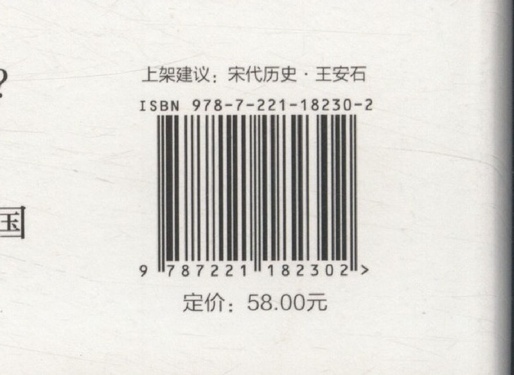 ?
上架建议：宋代历史·王安石
ISBN 978-7-221-18230-2
国
9 787221 182302 >
定价：58.00元